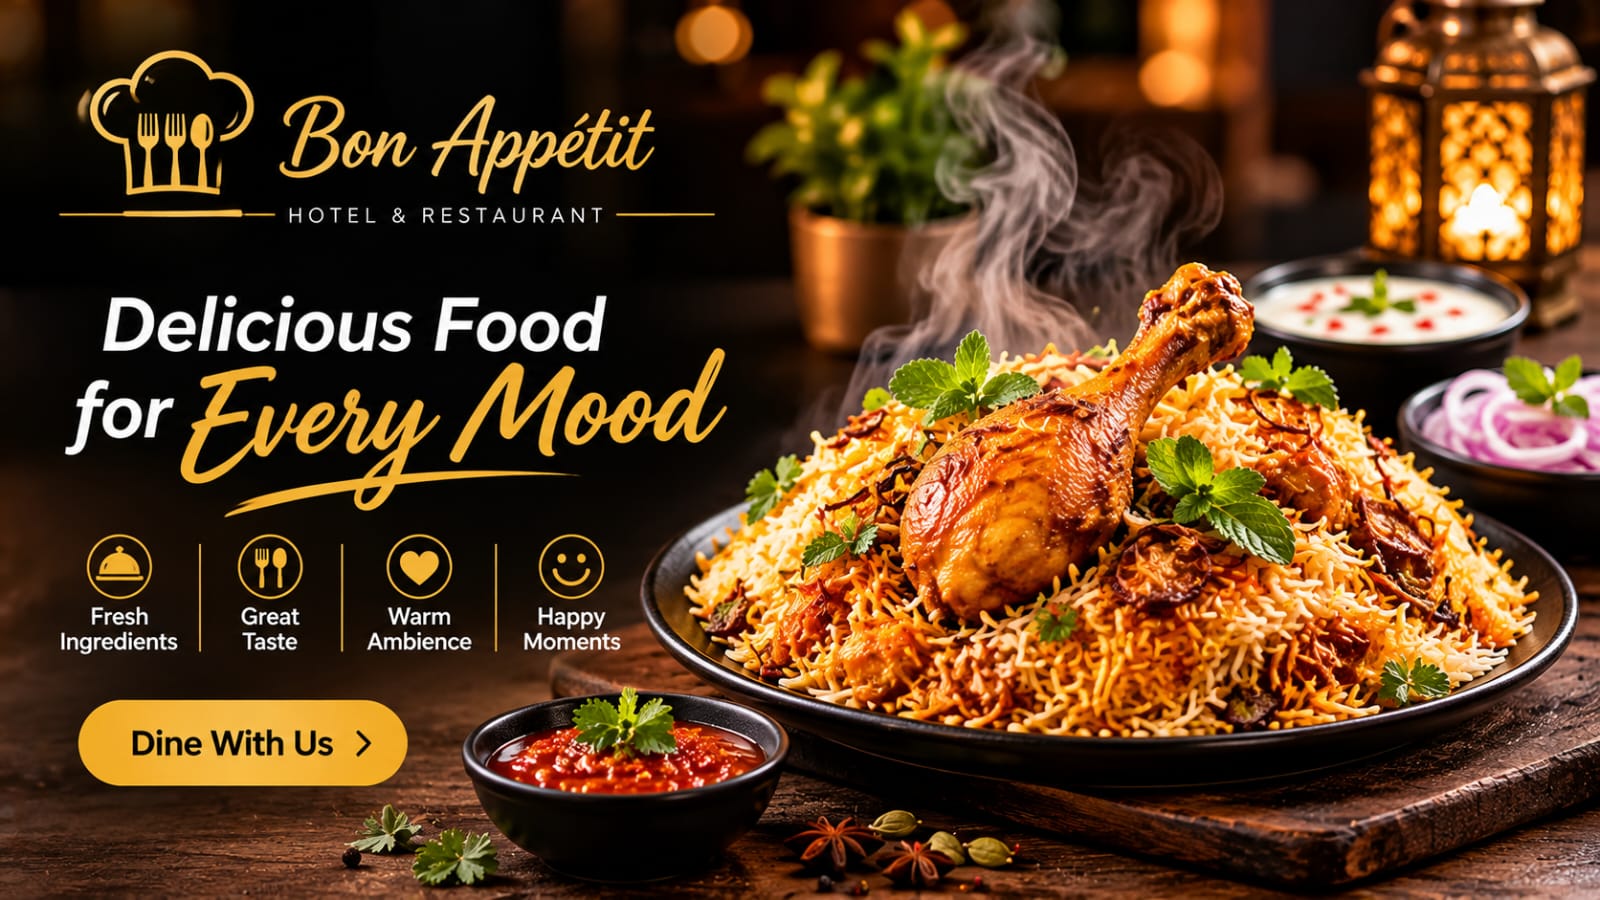 Bon Appétit
HOTEL & RESTAURANT
Delicious Food
for Every Mood
Fresh
Ingredients
Great
Taste
Warm
Ambience
Happy
Moments
Dine With Us